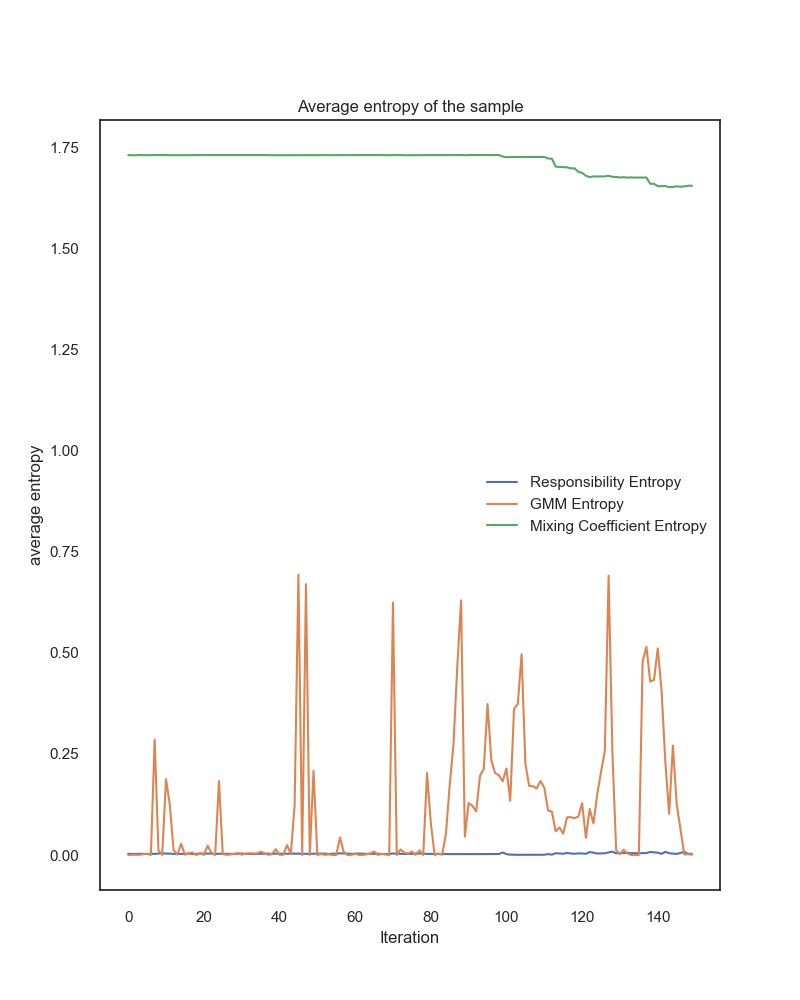 Average entropy of the sample
1.75
1.50
1.25
1.00
0.75
0.50
0.25
0.00
average entropy
Responsibility Entropy
GMM Entropy
Mixing Coefficient Entropy
0 20 40 60 80 100 120 140
Iteration